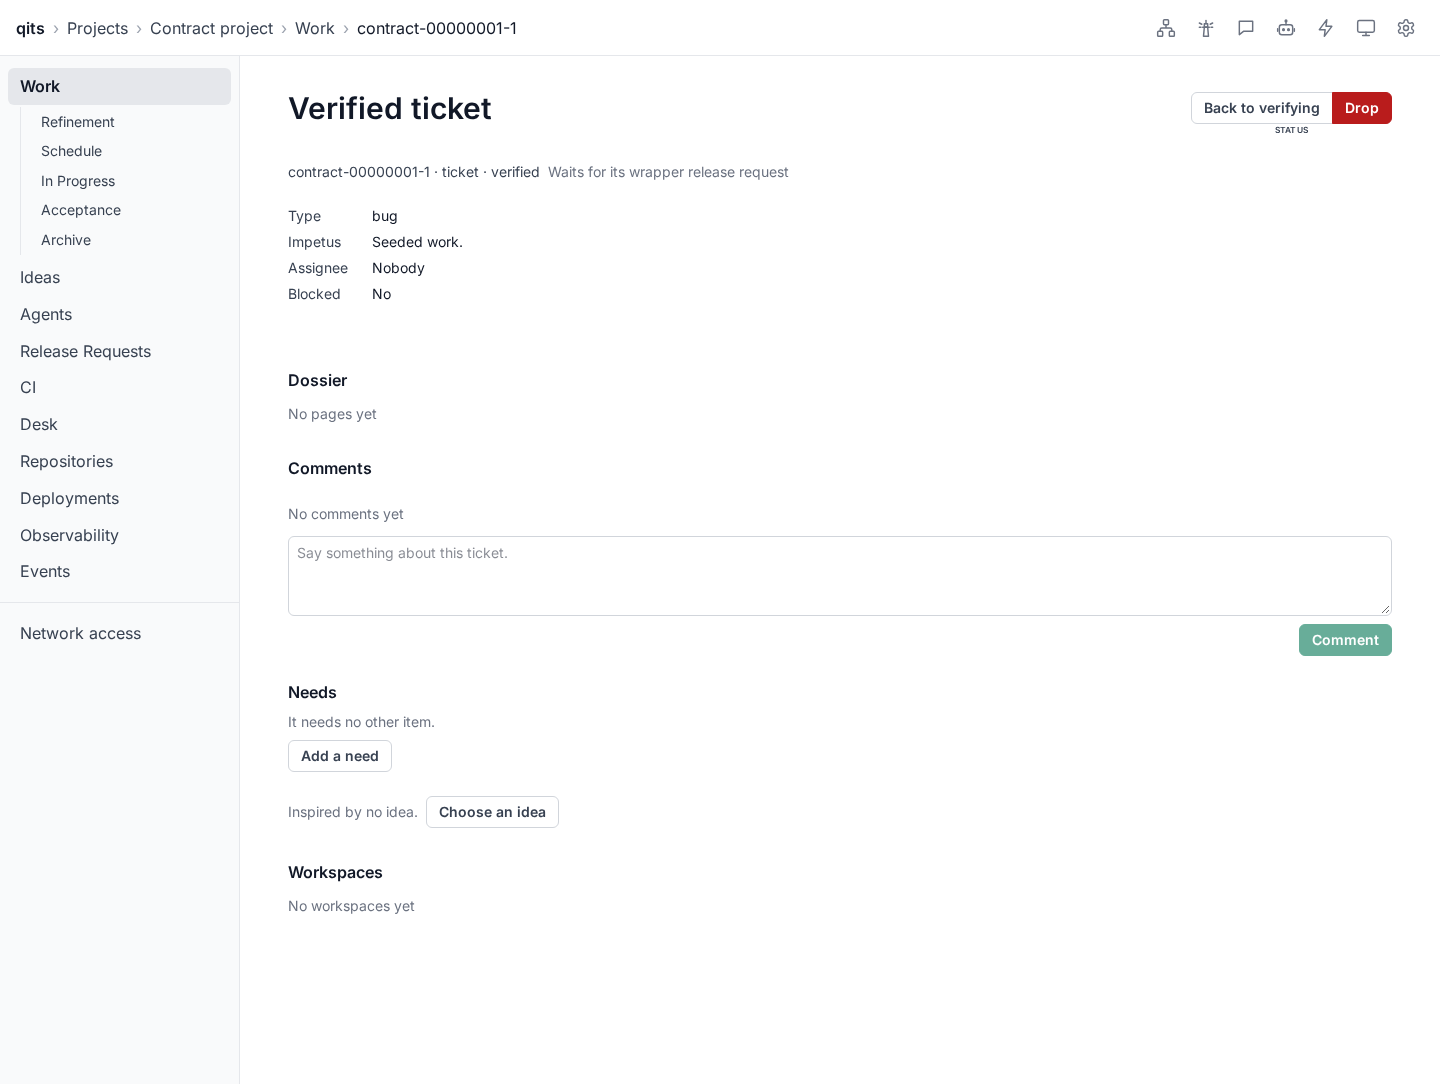 qits › Projects › Contract project › Work › contract-00000001-1
Work
Refinement
Schedule
In Progress
Acceptance
Archive
Ideas
Agents
Release Requests
CI
Desk
Repositories
Deployments
Observability
Events
Network access
Verified ticket
Back to verifying
Drop
STATUS
contract-00000001-1 · ticket · verified Waits for its wrapper release request
Type bug
Impetus Seeded work.
Assignee Nobody
Blocked No
Dossier
No pages yet
Comments
No comments yet
Say something about this ticket.
Comment
Needs
It needs no other item.
Add a need
Inspired by no idea. Choose an idea
Workspaces
No workspaces yet